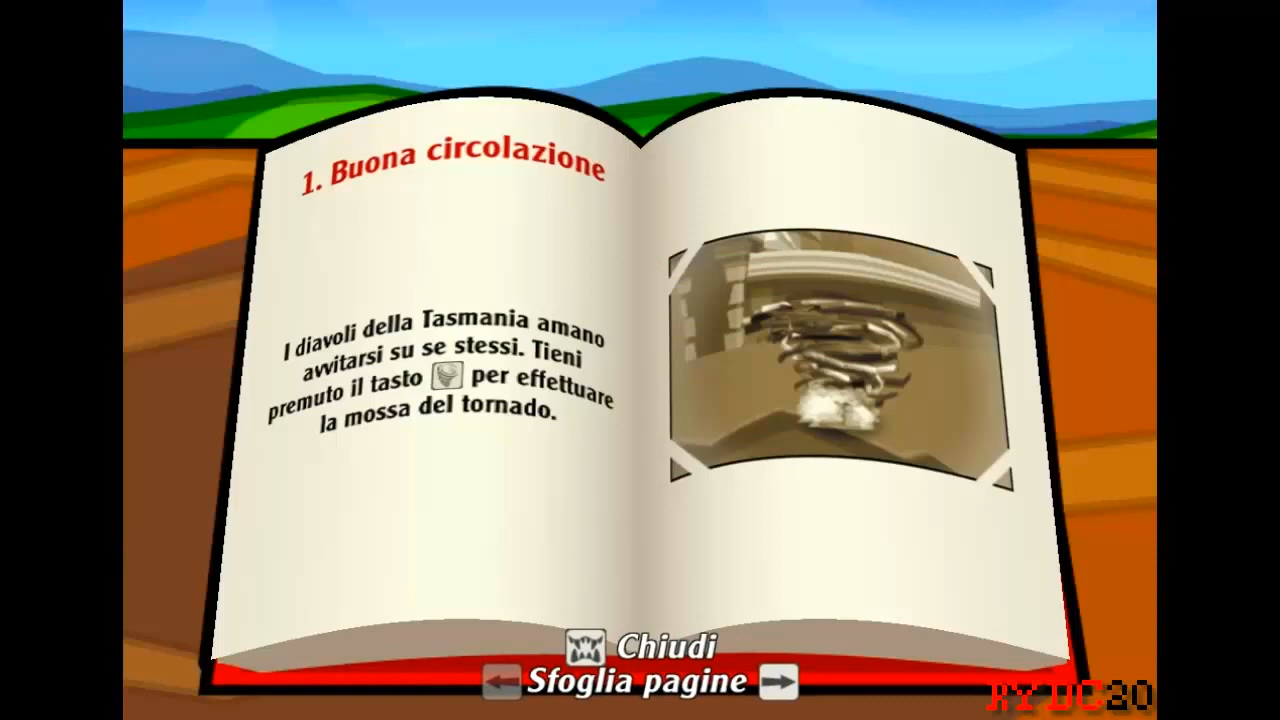 1. Buona circolazione
I diavoli della Tasmania amano
avvitarsi su se stessi. Tieni
premuto il tasto per effettuare
la mossa del tornado.
Chiudi
Sfoglia pagine
RYDC30